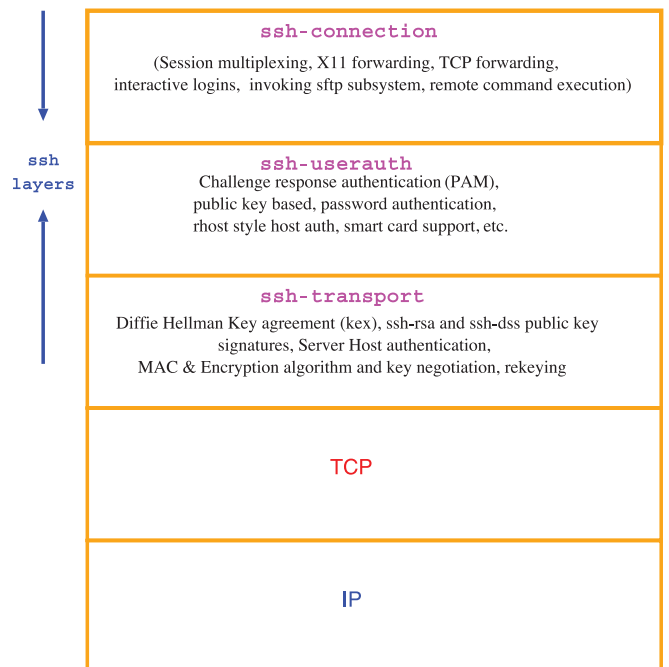 ssh-connection
(Session multiplexing, X11 forwarding, TCP forwarding,
interactive logins, invoking sftp subsystem, remote command execution)
ssh
layers
ssh-userauth
Challenge response authentication (PAM),
public key based, password authentication,
rhost style host auth, smart card support, etc.
ssh-transport
Diffie Hellman Key agreement (kex), ssh-rsa and ssh-dss public key
signatures, Server Host authentication,
MAC & Encryption algorithm and key negotiation, rekeying
TCP
IP